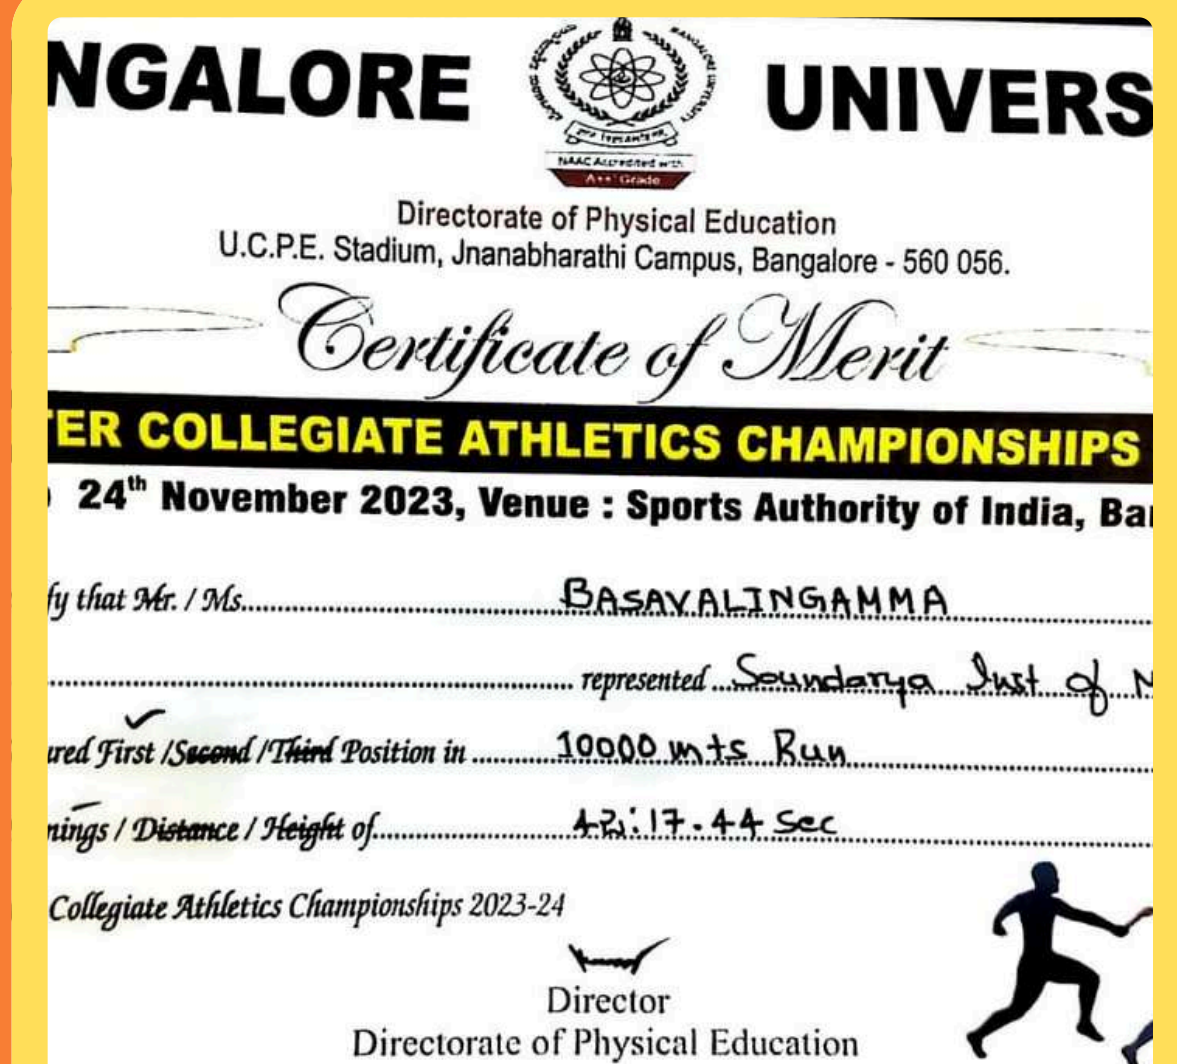 NGALORE UNIVERS
BANGALORE UNIVERSITY
NAAC Accredited with
'A++' Grade
Directorate of Physical Education
U.C.P.E. Stadium, Jnanabharathi Campus, Bangalore - 560 056.
Certificate of Merit
TER COLLEGIATE ATHLETICS CHAMPIONSHIPS
24th November 2023, Venue : Sports Authority of India, Ba
fy that Mr. / Ms. BASAVALINGAMMA
represented Soundarya Inst of M
ured First / Second / Third Position in 10000 mts Run
nings / Distance / Height of 42:17.44 Sec
Collegiate Athletics Championships 2023-24
Director
Directorate of Physical Education